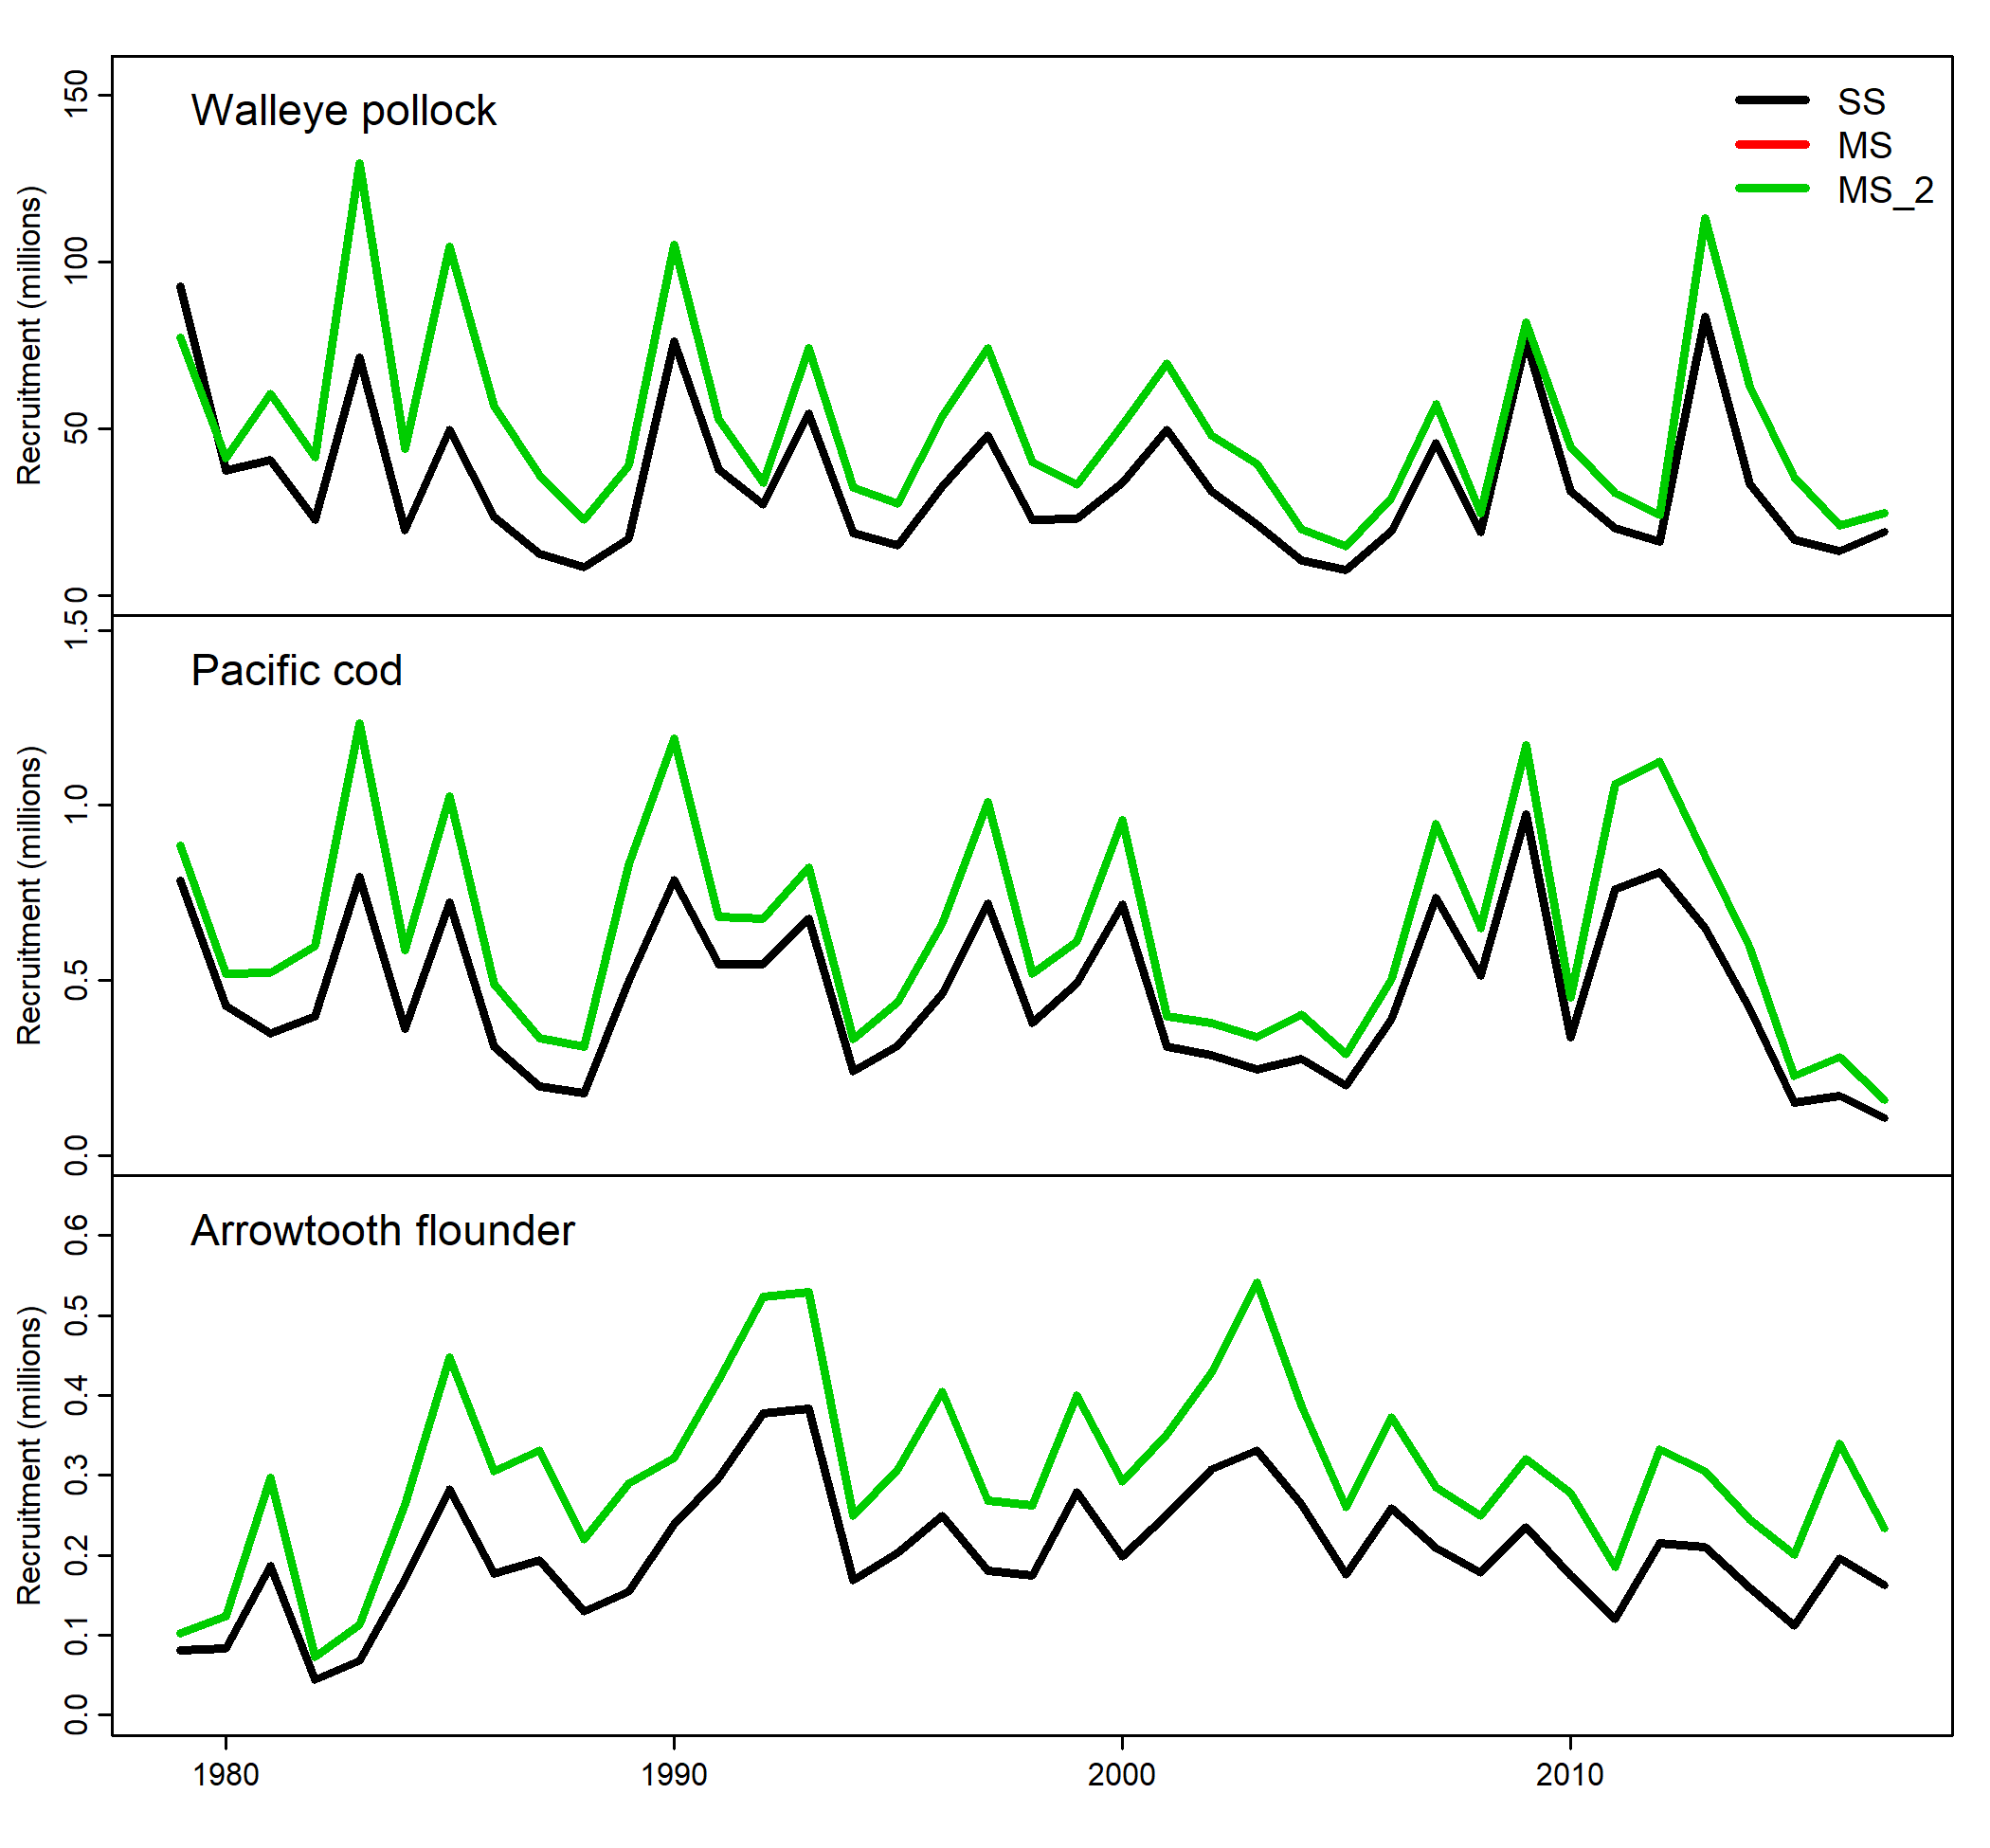 Walleye pollock
SS
MS
MS_2
Recruitment (millions)
150
100
50
0
Pacific cod
Recruitment (millions)
1.5
1.0
0.5
0.0
Arrowtooth flounder
Recruitment (millions)
0.6
0.5
0.4
0.3
0.2
0.1
0.0
1980 1990 2000 2010